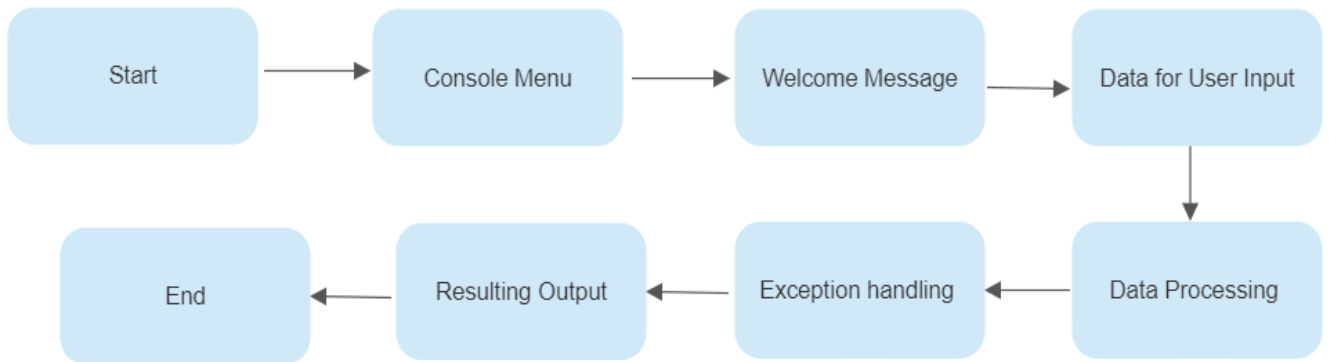 Start
Console Menu
Welcome Message
Data for User Input
Data Processing
Exception handling
Resulting Output
End